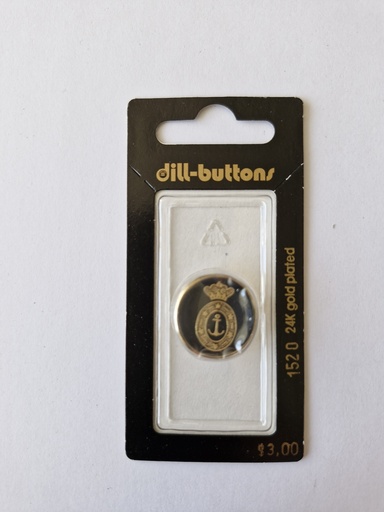 dill-buttons
152 0 24K gold plated
$3.00